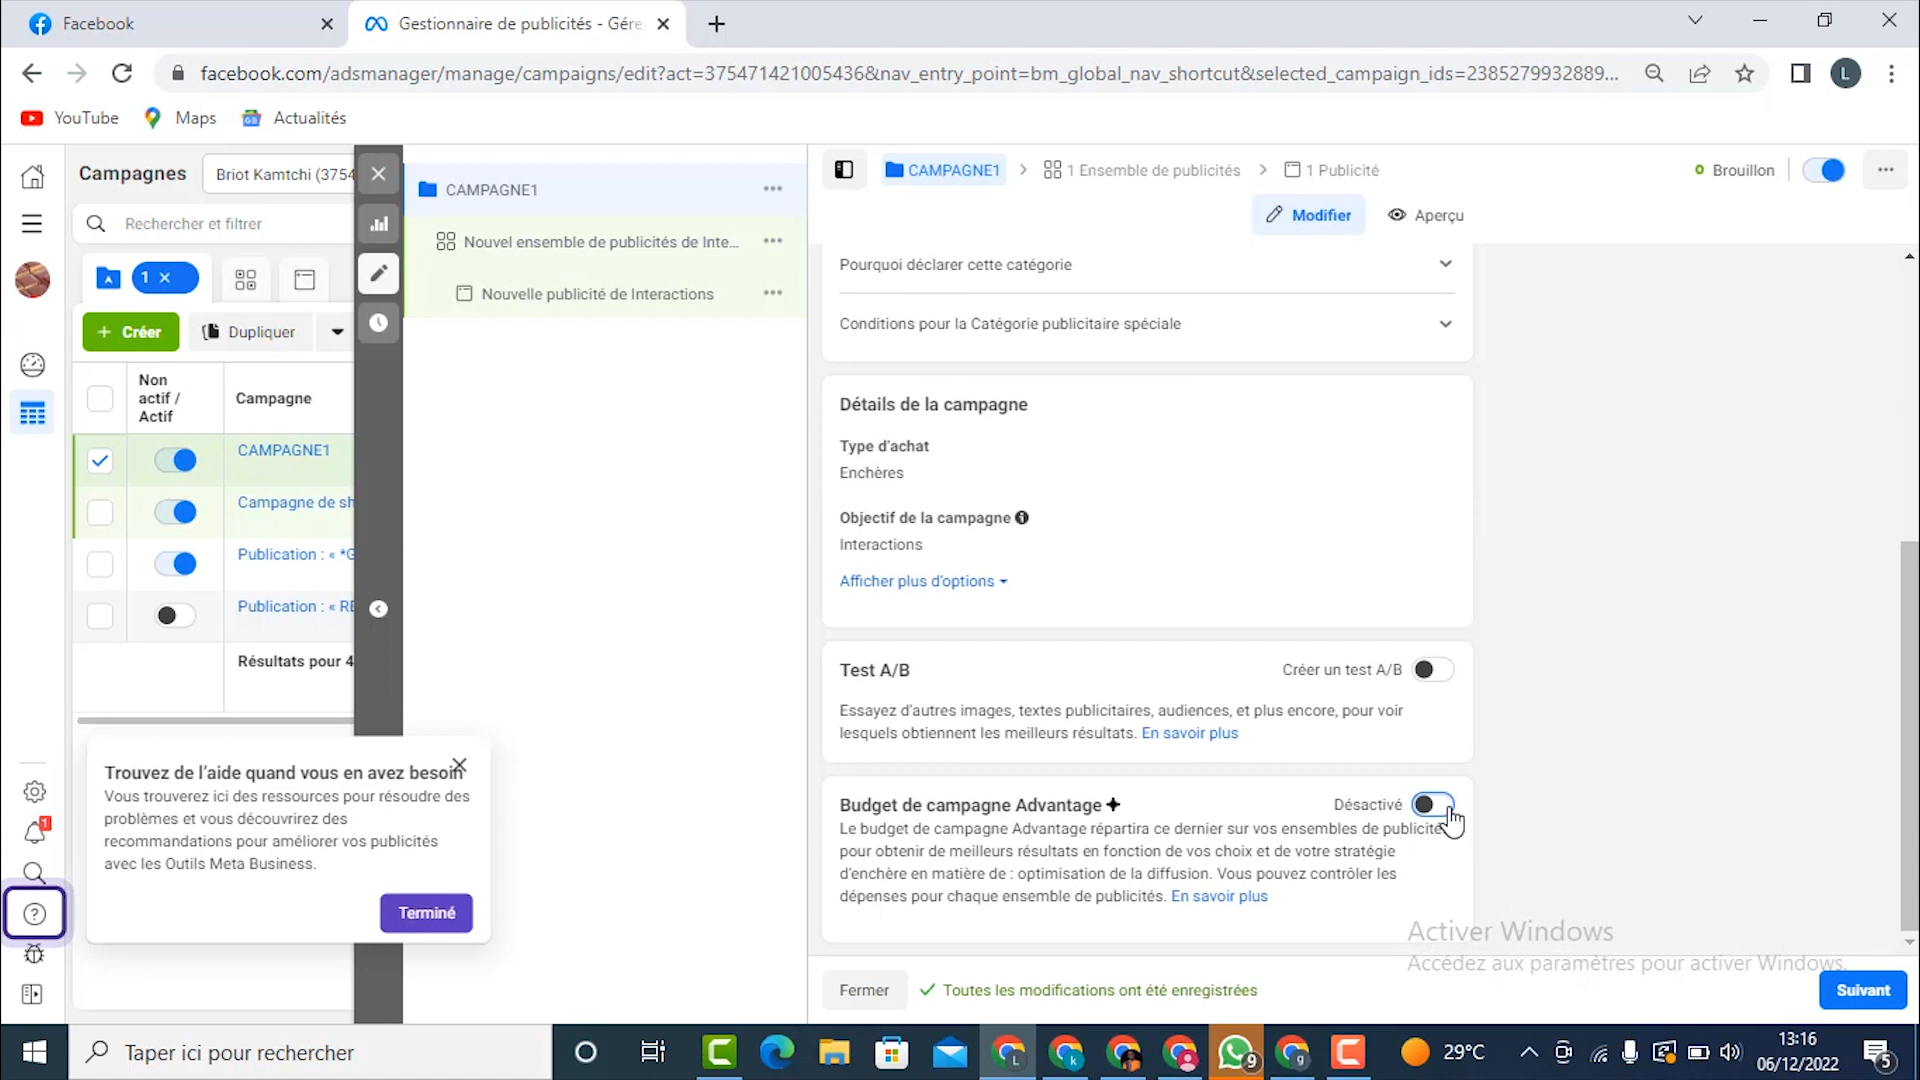 Facebook
Gestionnaire de publicités - Gére
facebook.com/adsmanager/manage/campaigns/edit?act=375471421005436&nav_entry_point=bm_global_nav_shortcut&selected_campaign_ids=2385279932889...
L
YouTube
Maps
Actualités
Campagnes
Briot Kamtchi (3754
Rechercher et filtrer
1
Créer
Dupliquer
Non actif / Actif
Campagne
CAMPAGNE1
Campagne de sh
Publication : « *G
Publication : « RE
Résultats pour 4
CAMPAGNE1
Nouvel ensemble de publicités de Inte...
Nouvelle publicité de Interactions
CAMPAGNE1
1 Ensemble de publicités
1 Publicité
Brouillon
Modifier
Aperçu
Pourquoi déclarer cette catégorie
Conditions pour la Catégorie publicitaire spéciale
Détails de la campagne
Type d'achat
Enchères
Objectif de la campagne
Interactions
Afficher plus d'options
Test A/B
Créer un test A/B
Essayez d'autres images, textes publicitaires, audiences, et plus encore, pour voir
lesquels obtiennent les meilleurs résultats. En savoir plus
Budget de campagne Advantage
Désactivé
Le budget de campagne Advantage répartira ce dernier sur vos ensembles de publicité
pour obtenir de meilleurs résultats en fonction de vos choix et de votre stratégie
d'enchère en matière de : optimisation de la diffusion. Vous pouvez contrôler les
dépenses pour chaque ensemble de publicités. En savoir plus
Trouvez de l'aide quand vous en avez besoin
Vous trouverez ici des ressources pour résoudre des
problèmes et vous découvrirez des
recommandations pour améliorer vos publicités
avec les Outils Meta Business.
Terminé
1
Activer Windows
Accédez aux paramètres pour activer Windows.
Fermer
Toutes les modifications ont été enregistrées
Suivant
Taper ici pour rechercher
L
k
9
g
29°C
13:16
06/12/2022
5